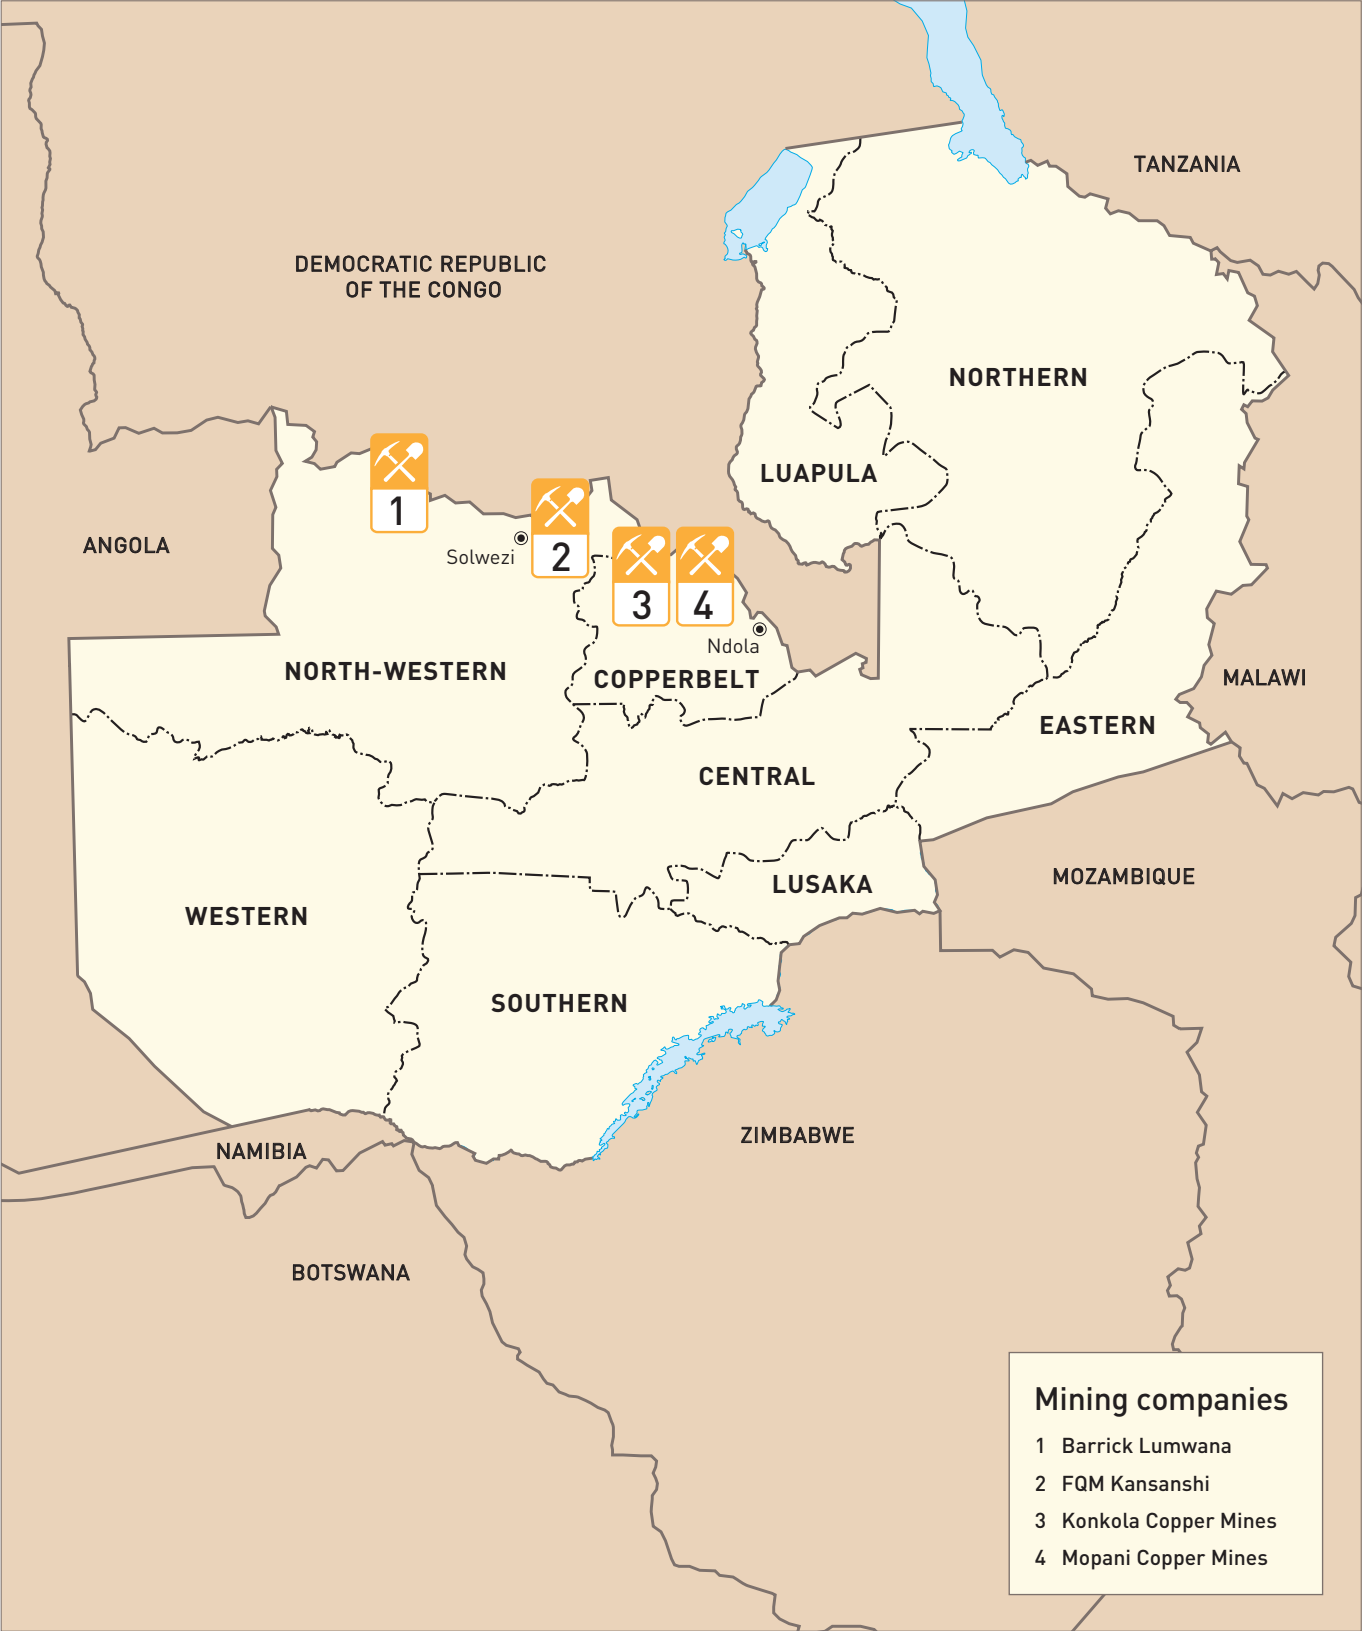 TANZANIA
DEMOCRATIC REPUBLIC
OF THE CONGO
NORTHERN
LUAPULA
1
ANGOLA
Solwezi
2
3
4
Ndola
NORTH-WESTERN
COPPERBELT
MALAWI
EASTERN
CENTRAL
LUSAKA
MOZAMBIQUE
WESTERN
SOUTHERN
ZIMBABWE
NAMIBIA
BOTSWANA
Mining companies
1 Barrick Lumwana
2 FQM Kansanshi
3 Konkola Copper Mines
4 Mopani Copper Mines